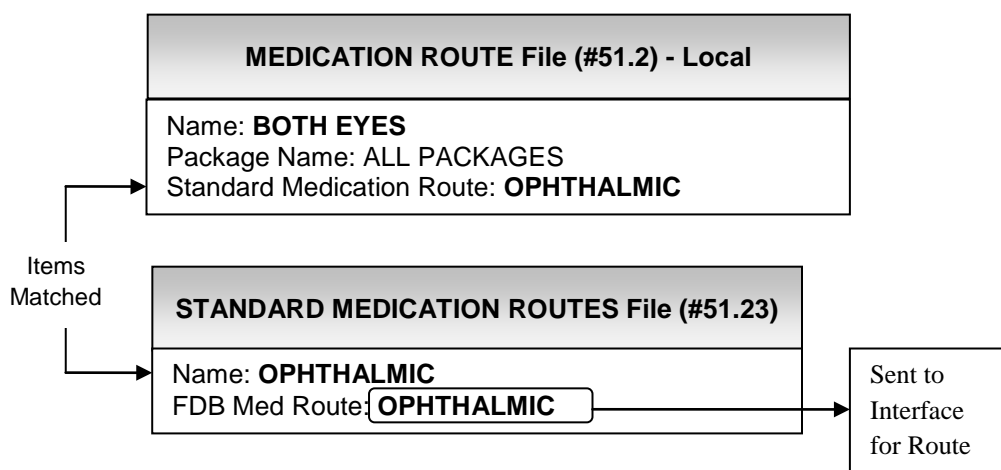 MEDICATION ROUTE File (#51.2) - Local
Name: BOTH EYES
Package Name: ALL PACKAGES
Standard Medication Route: OPHTHALMIC
Items
Matched
STANDARD MEDICATION ROUTES File (#51.23)
Name: OPHTHALMIC
FDB Med Route: OPHTHALMIC
Sent to
Interface
for Route